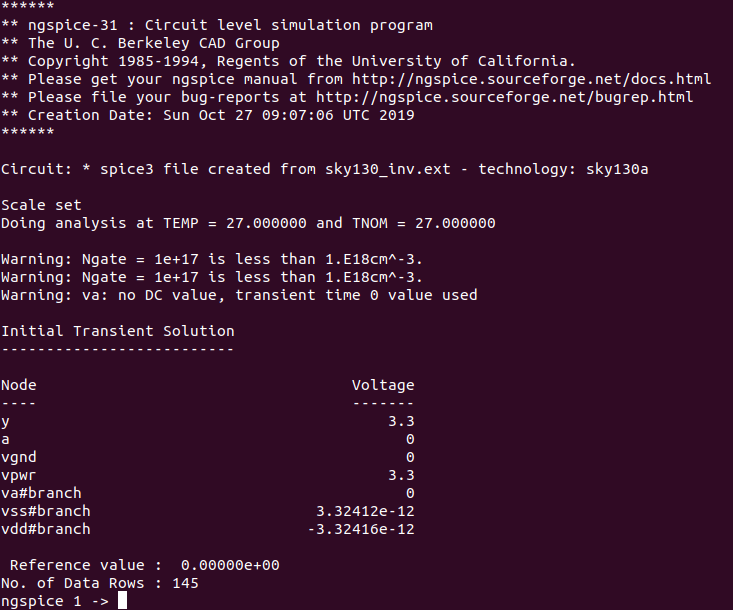 ******
** ngspice-31 : Circuit level simulation program
** The U. C. Berkeley CAD Group
** Copyright 1985-1994, Regents of the University of California.
** Please get your ngspice manual from http://ngspice.sourceforge.net/docs.html
** Please file your bug-reports at http://ngspice.sourceforge.net/bugrep.html
** Creation Date: Sun Oct 27 09:07:06 UTC 2019
******
Circuit: * spice3 file created from sky130_inv.ext - technology: sky130a
Scale set
Doing analysis at TEMP = 27.000000 and TNOM = 27.000000
Warning: Ngate = 1e+17 is less than 1.E18cm^-3.
Warning: Ngate = 1e+17 is less than 1.E18cm^-3.
Warning: va: no DC value, transient time 0 value used
Initial Transient Solution
--------------------------
Node Voltage
---- -------
y 3.3
a 0
vgnd 0
vpwr 3.3
va#branch 0
vss#branch 3.32412e-12
vdd#branch -3.32416e-12
Reference value : 0.00000e+00
No. of Data Rows : 145
ngspice 1 ->